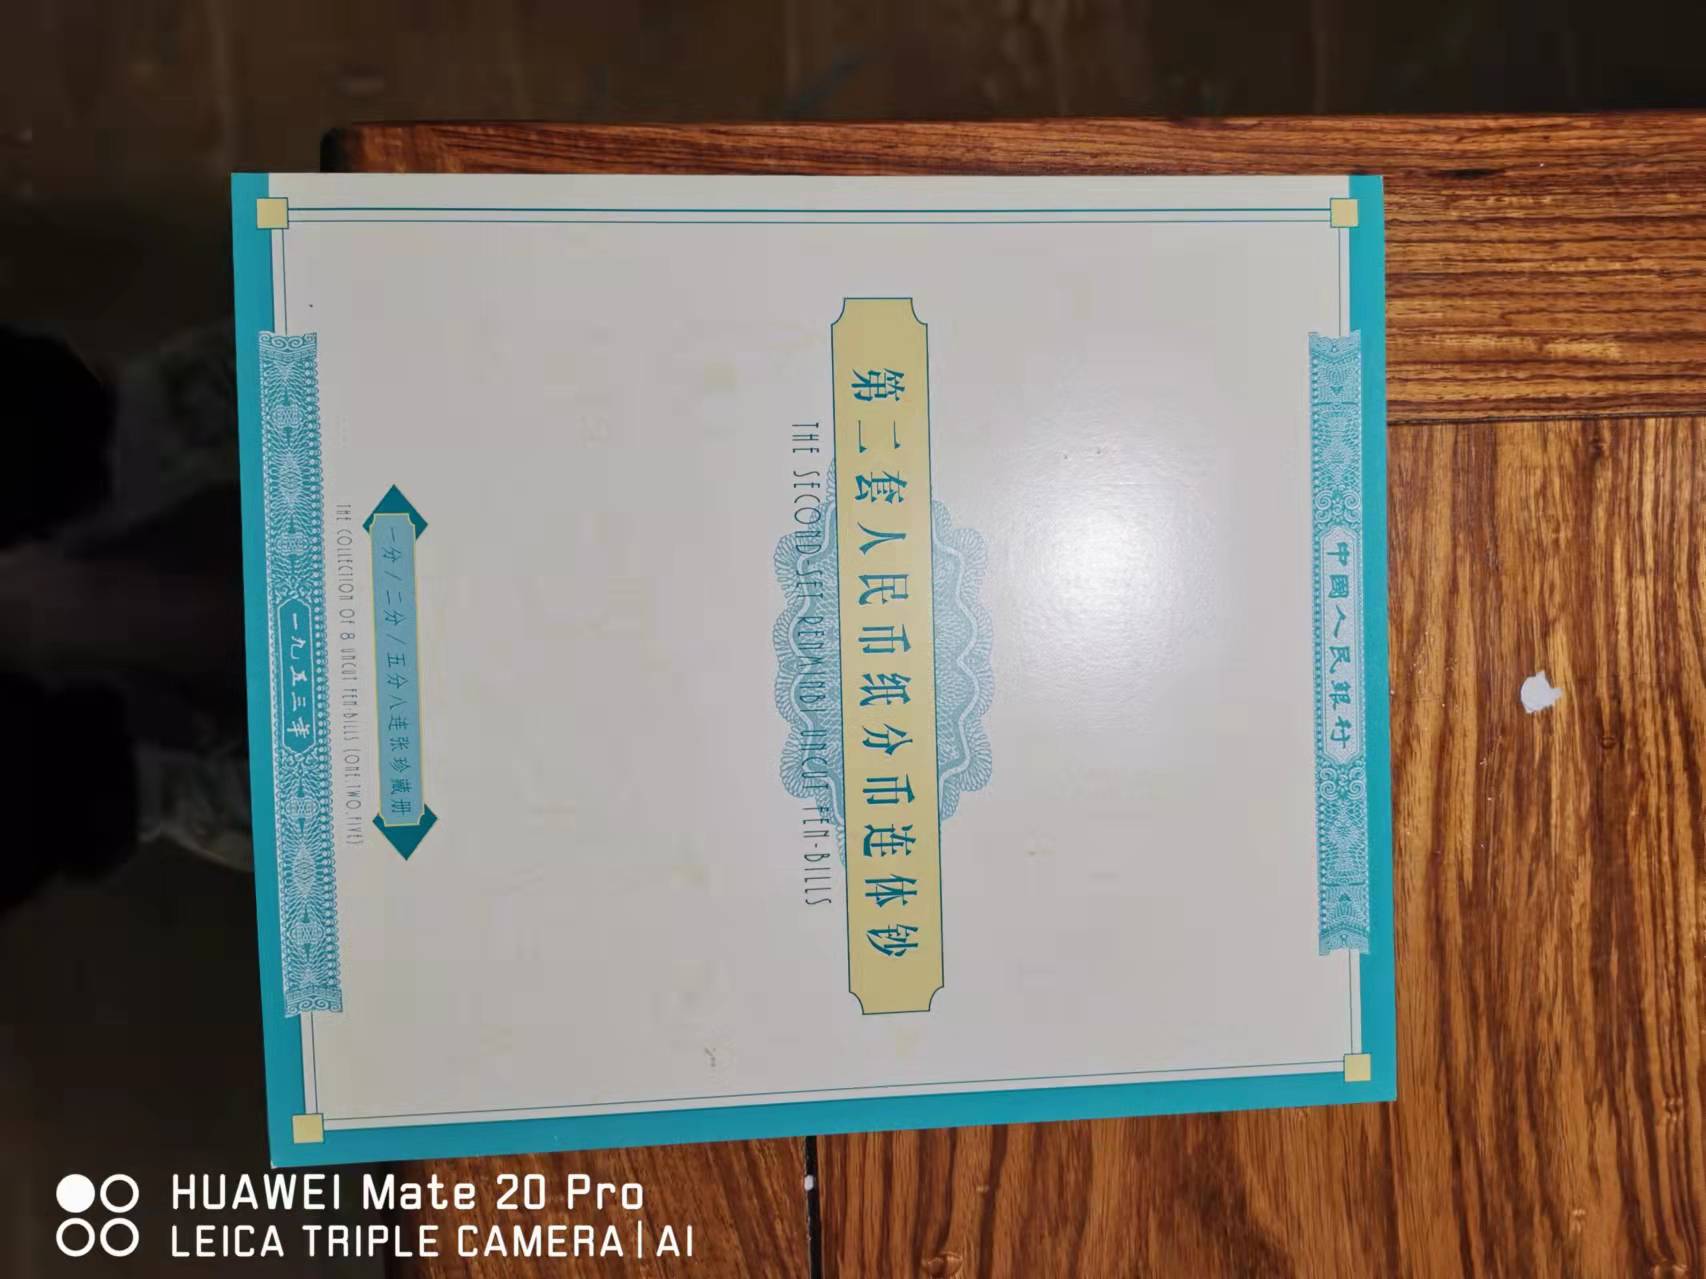 中國人民銀行
第二套人民币纸分币连体钞
THE SECOND SET RENMINBI UNCUT FEN-BILLS
一分/二分/五分八连张珍藏册
THE COLLECTION OF 8 UNCUT FEN-BILLS (ONE.TWO.FIVE)
一九五三年
HUAWEI Mate 20 Pro
LEICA TRIPLE CAMERA | AI